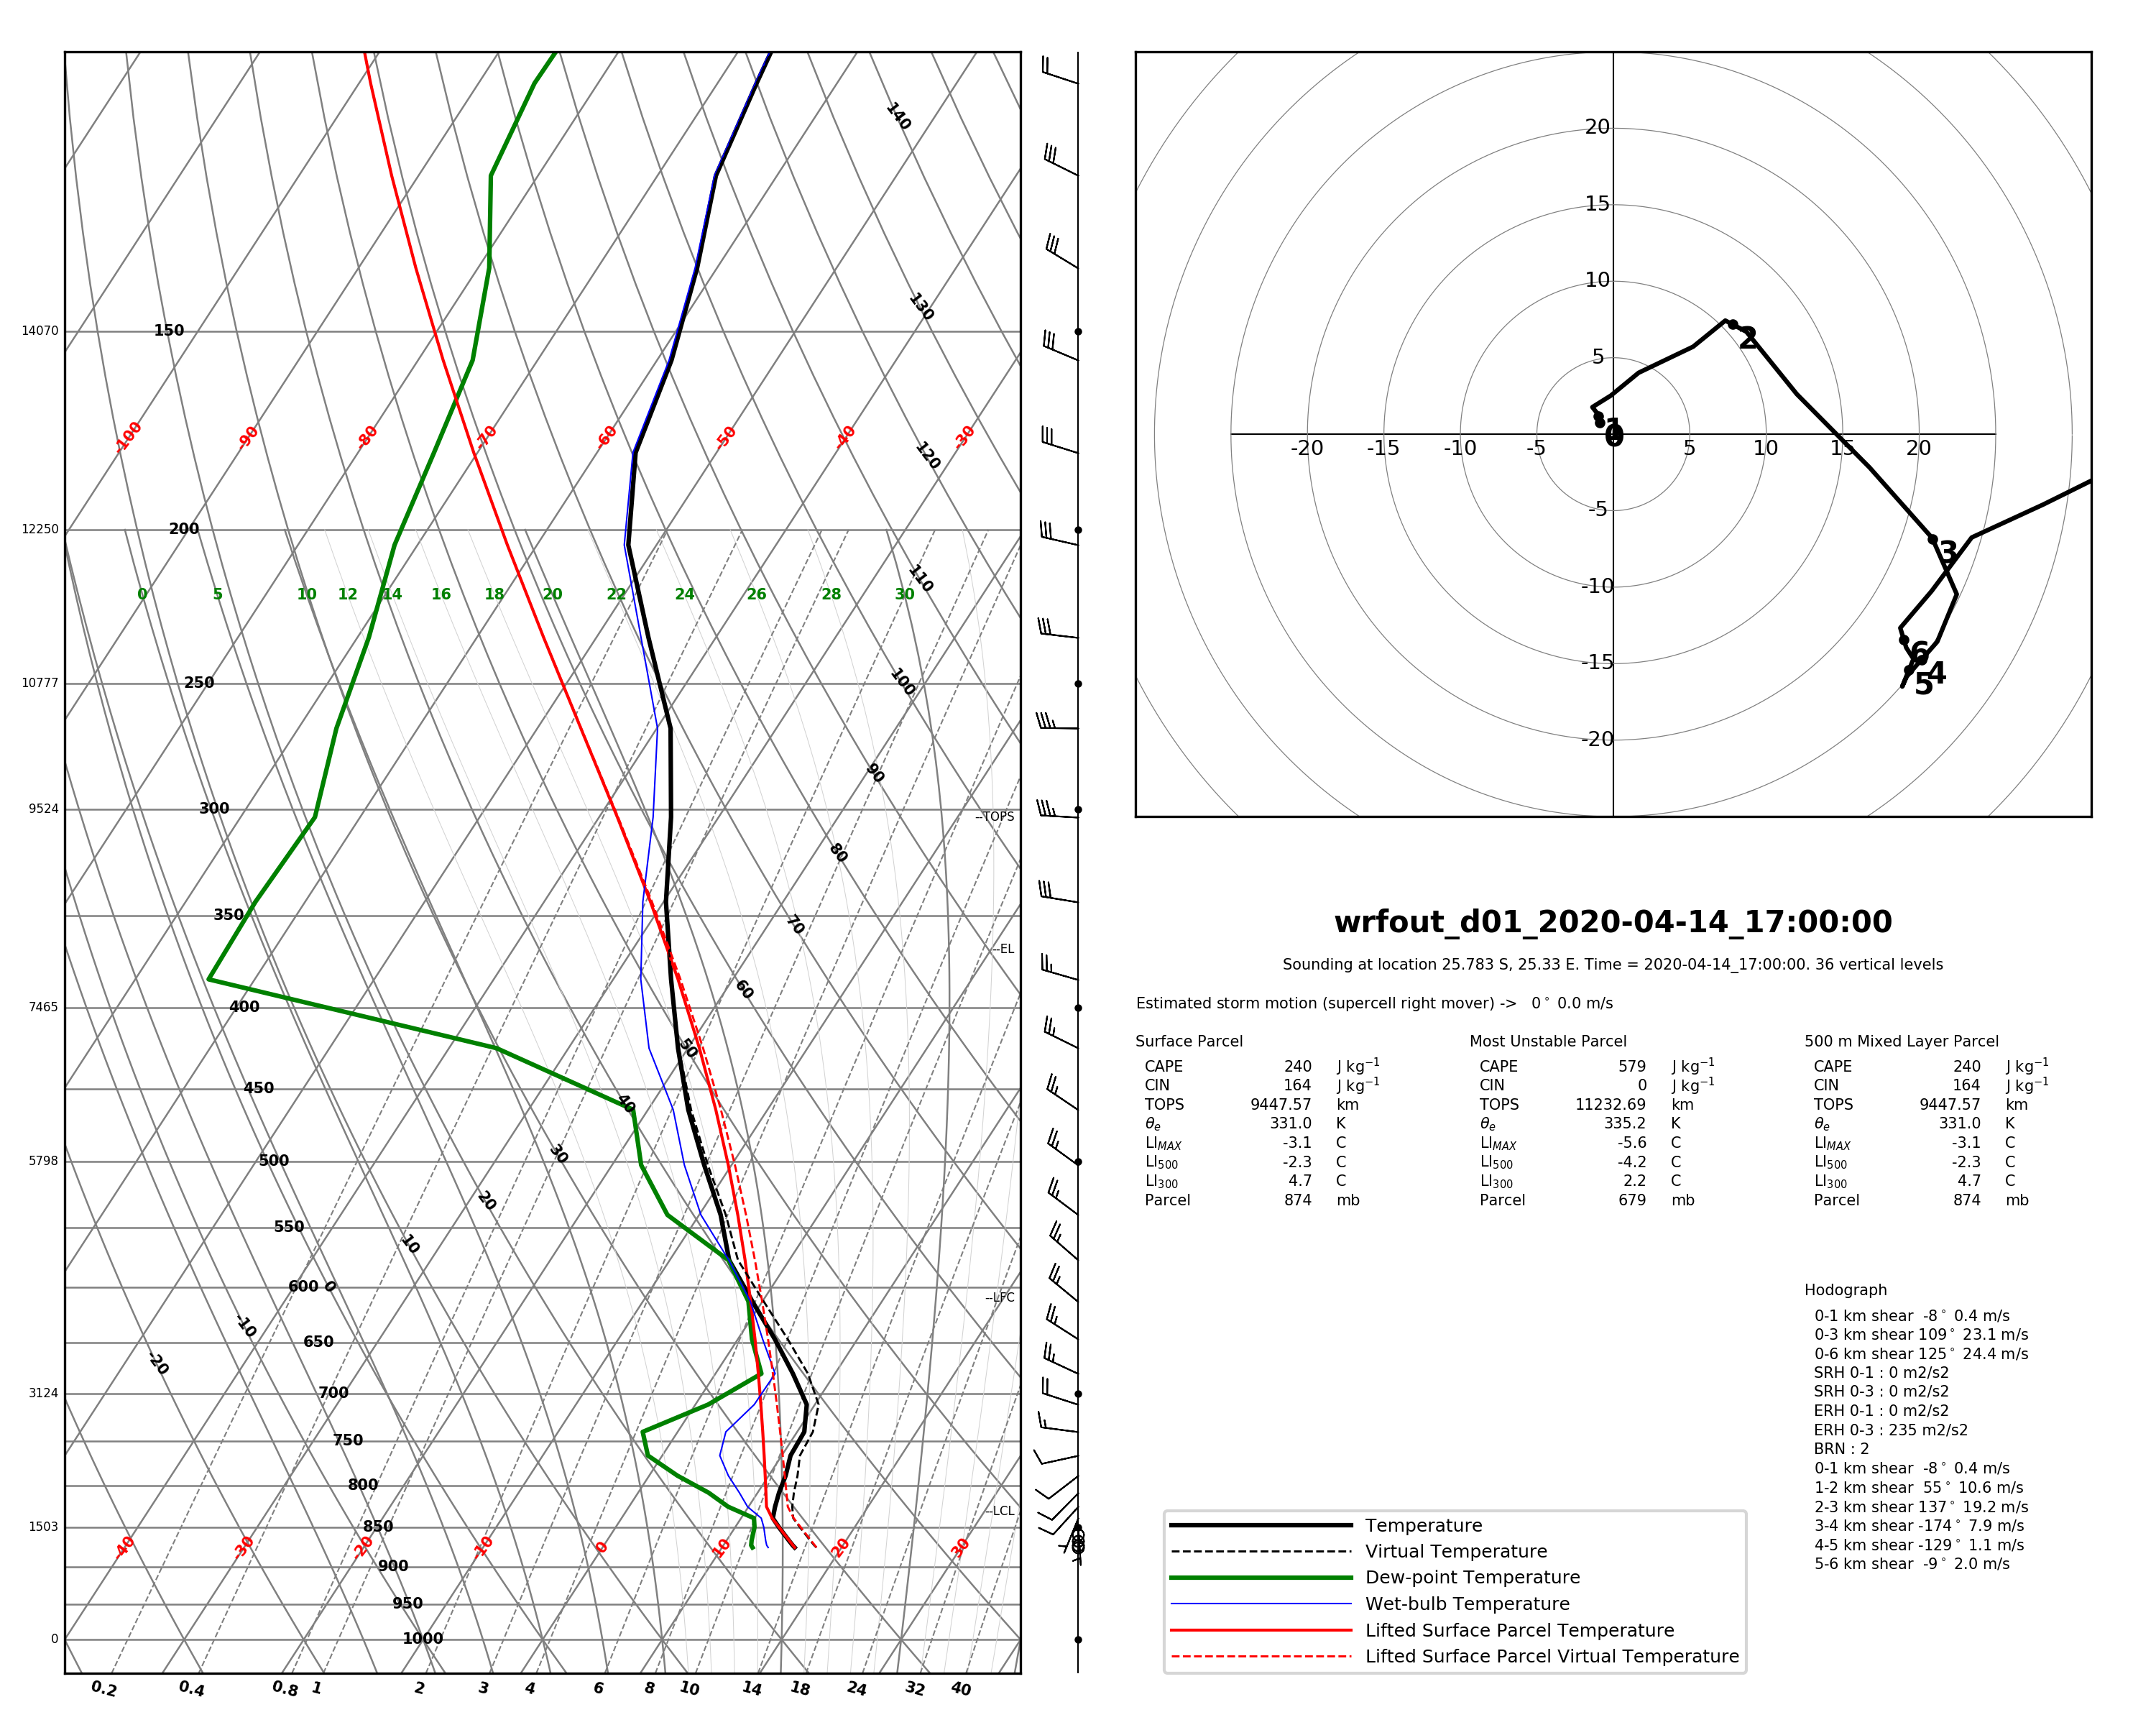 140
130
120
110
100
90
80
70
60
50
40
30
20
10
0
-10
-20
14070 150
-100 -90 -80 -70 -60 -50 -40 -30
12250 200
0 5 10 12 14 16 18 20 22 24 26 28 30
10777 250
9524 300
--TOPS
350
--EL
7465 400
450
5798 500
550
600
--LFC
650
3124 700
750
800
--LCL
1503 850
-40 -30 -20 -10 0 10 20 30
900
950
0 1000
0.2 0.4 0.8 1 2 3 4 6 8 10 14 18 24 32 40
20
15
10
5
-5
-10
-15
-20
-20 -15 -10 -5 5 10 15 20
0
1
2
3
4
5
6
wrfout_d01_2020-04-14_17:00:00
Sounding at location 25.783 S, 25.33 E. Time = 2020-04-14_17:00:00. 36 vertical levels
Estimated storm motion (supercell right mover) -> 0° 0.0 m/s
Surface Parcel
CAPE 240 J kg⁻¹
CIN 164 J kg⁻¹
TOPS 9447.57 km
θe 331.0 K
LI MAX -3.1 C
LI 500 -2.3 C
LI 300 4.7 C
Parcel 874 mb
Most Unstable Parcel
CAPE 579 J kg⁻¹
CIN 0 J kg⁻¹
TOPS 11232.69 km
θe 335.2 K
LI MAX -5.6 C
LI 500 -4.2 C
LI 300 2.2 C
Parcel 679 mb
500 m Mixed Layer Parcel
CAPE 240 J kg⁻¹
CIN 164 J kg⁻¹
TOPS 9447.57 km
θe 331.0 K
LI MAX -3.1 C
LI 500 -2.3 C
LI 300 4.7 C
Parcel 874 mb
Hodograph
0-1 km shear -8° 0.4 m/s
0-3 km shear 109° 23.1 m/s
0-6 km shear 125° 24.4 m/s
SRH 0-1 : 0 m2/s2
SRH 0-3 : 0 m2/s2
ERH 0-1 : 0 m2/s2
ERH 0-3 : 235 m2/s2
BRN : 2
0-1 km shear -8° 0.4 m/s
1-2 km shear 55° 10.6 m/s
2-3 km shear 137° 19.2 m/s
3-4 km shear -174° 7.9 m/s
4-5 km shear -129° 1.1 m/s
5-6 km shear -9° 2.0 m/s
Temperature
Virtual Temperature
Dew-point Temperature
Wet-bulb Temperature
Lifted Surface Parcel Temperature
Lifted Surface Parcel Virtual Temperature